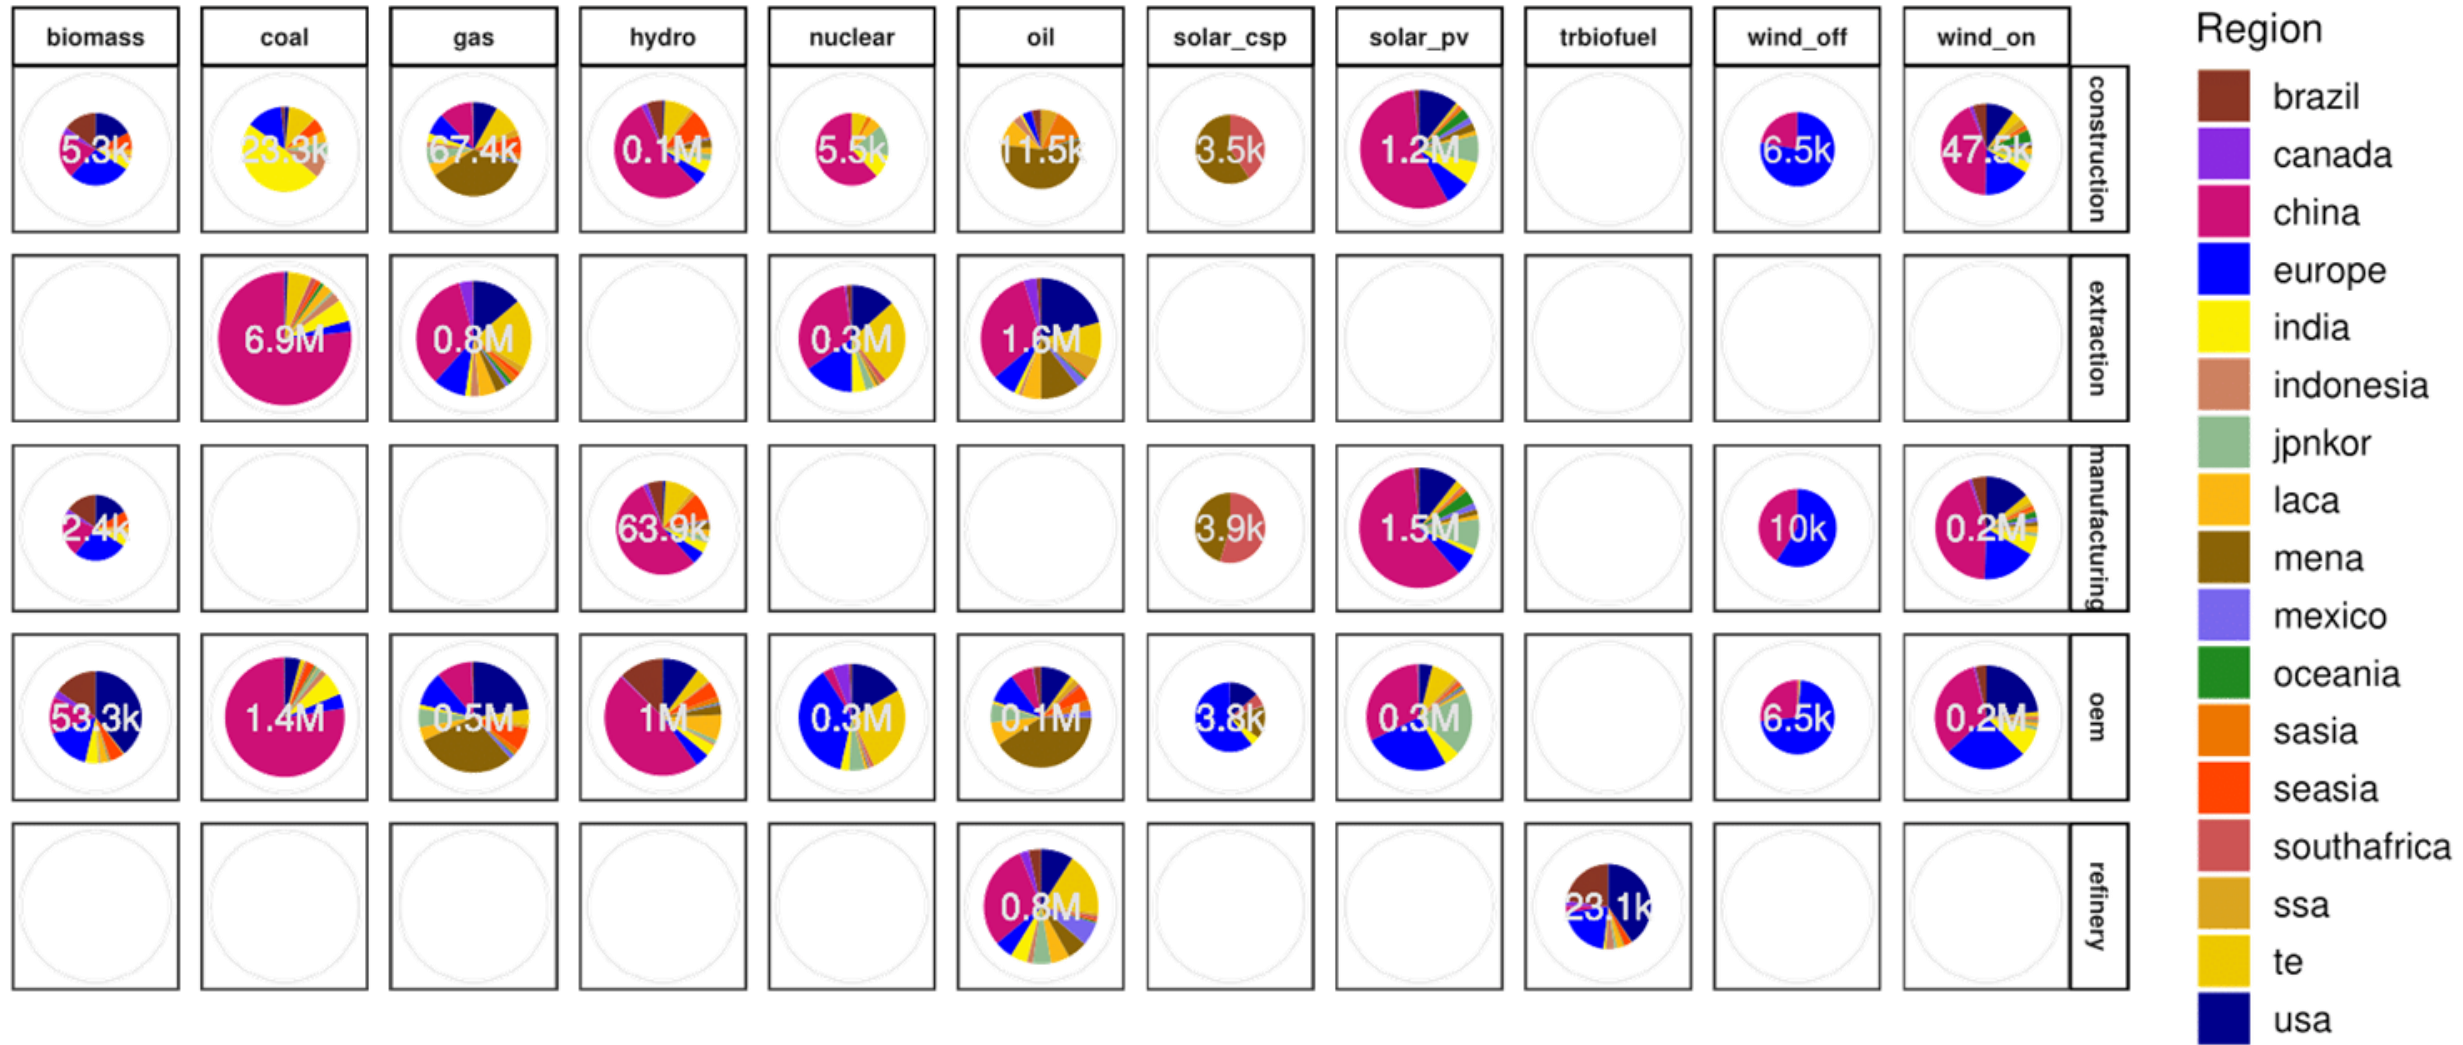 biomass coal gas hydro nuclear oil solar_csp solar_pv trbiofuel wind_off wind_on
5.3k 23.3k 67.4k 0.1M 5.5k 11.5k 3.5k 1.2M 6.5k 47.5k construction
6.9M 0.8M 0.3M 1.6M extraction
2.4k 63.9k 3.9k 1.5M 10k 0.2M manufacturing
53.3k 1.4M 0.5M 1M 0.3M 0.1M 3.8k 0.3M 6.5k 0.2M oem
0.8M 23.1k refinery
Region
brazil
canada
china
europe
india
indonesia
jpnkor
laca
mena
mexico
oceania
sasia
seasia
southafrica
ssa
te
usa